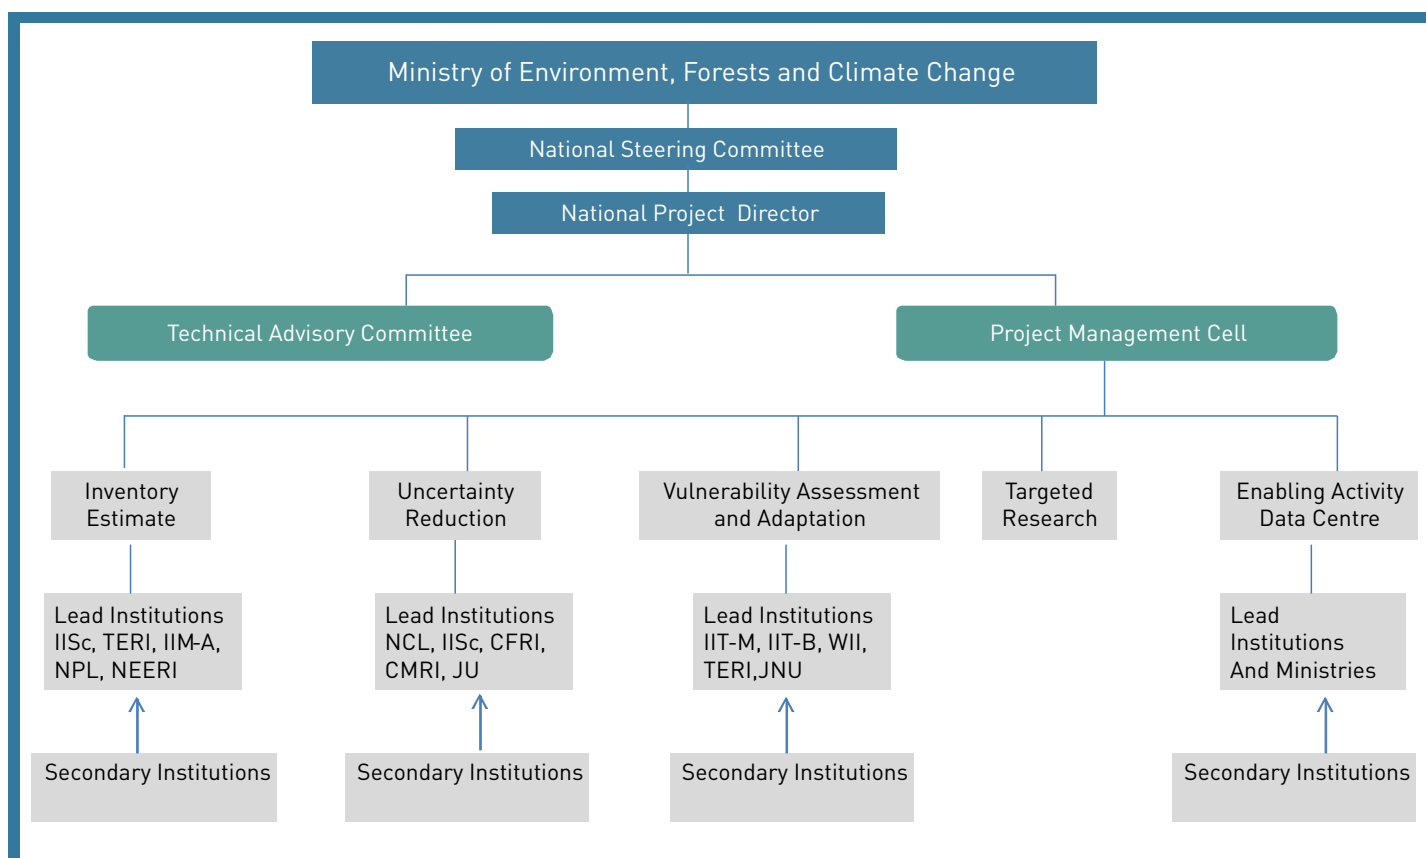 Ministry of Environment, Forests and Climate Change
National Steering Committee
National Project Director
Technical Advisory Committee
Project Management Cell
Inventory
Estimate
Uncertainty
Reduction
Vulnerability Assessment
and Adaptation
Targeted
Research
Enabling Activity
Data Centre
Lead Institutions
IISc, TERI, IIM-A,
NPL, NEERI
Lead Institutions
NCL, IISc, CFRI,
CMRI, JU
Lead Institutions
IIT-M, IIT-B, WII,
TERI,JNU
Lead
Institutions
And Ministries
Secondary Institutions
Secondary Institutions
Secondary Institutions
Secondary Institutions